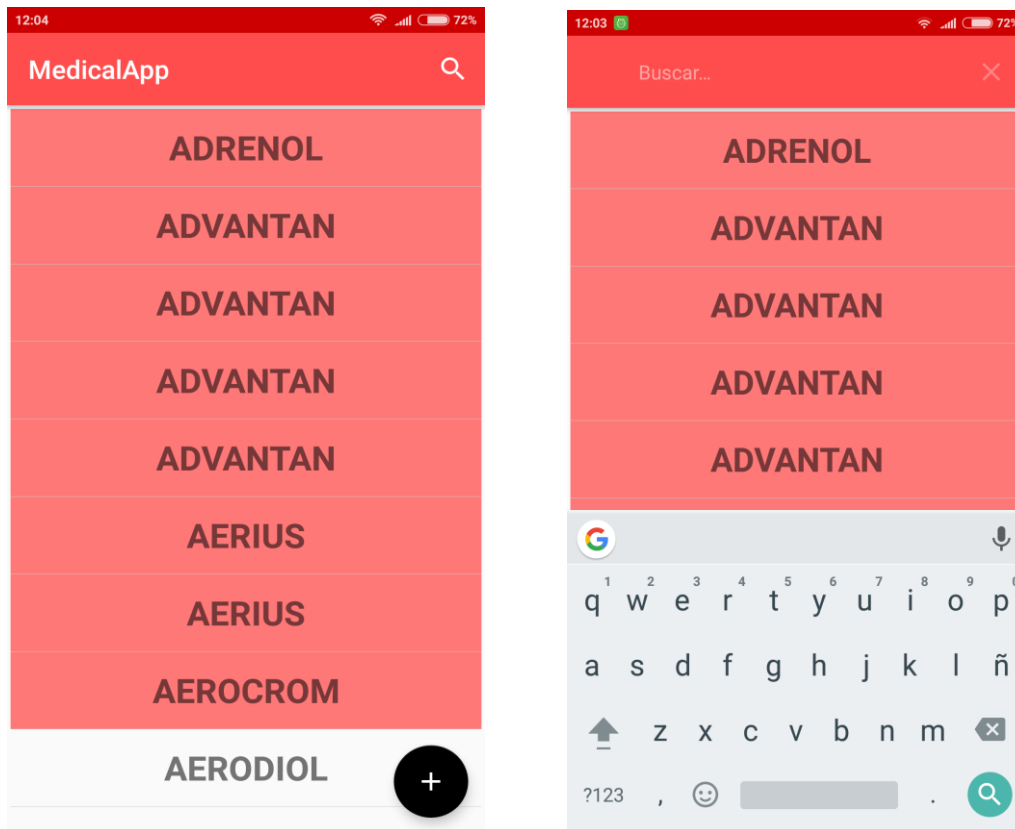 12:04 72%
MedicalApp
ADRENOL
ADVANTAN
ADVANTAN
ADVANTAN
ADVANTAN
AERIUS
AERIUS
AEROCROM
AERODIOL
+
12:03 72%
Buscar...
ADRENOL
ADVANTAN
ADVANTAN
ADVANTAN
ADVANTAN
G
1 2 3 4 5 6 7 8 9 0
q w e r t y u i o p
a s d f g h j k l ñ
z x c v b n m
?123 , .